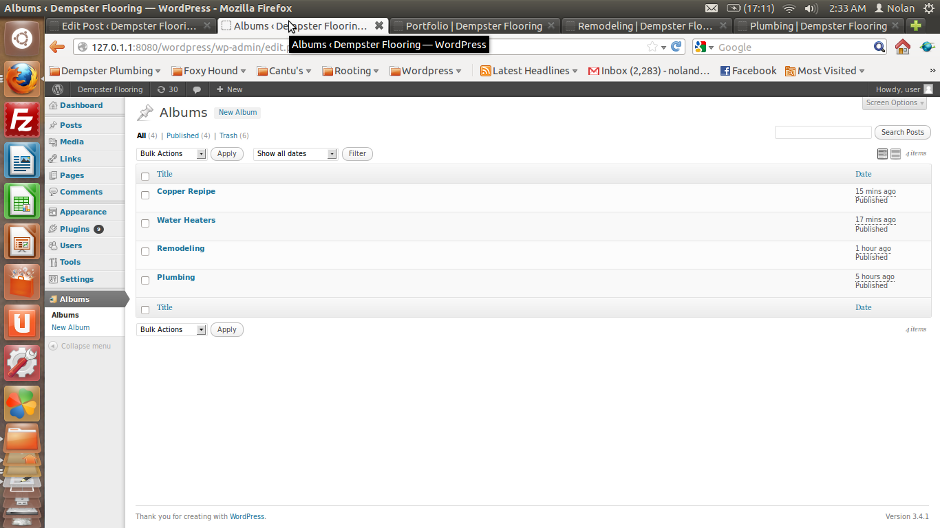 Albums ‹ Dempster Flooring — WordPress - Mozilla Firefox
(17:11) 2:33 AM Nolan
Edit Post ‹ Dempster Floori...
Albums ‹ Dempster Floorin...
Portfolio | Dempster Flooring
Remodeling | Dempster Flo...
Plumbing | Dempster Flooring
127.0.1.1:8080/wordpress/wp-admin/edit.
Google
Albums ‹ Dempster Flooring — WordPress
Dempster Plumbing
Foxy Hound
Cantu's
Rooting
Wordpress
Latest Headlines
Inbox (2,283) - noland...
Facebook
Most Visited
»
Dempster Flooring 30 + New
Howdy, user
Screen Options
Dashboard
Posts
Media
Links
Pages
Comments
Appearance
Plugins 9
Users
Tools
Settings
Albums
Albums
New Album
Collapse menu
Albums New Album
All (4) | Published (4) | Trash (6)
Search Posts
Bulk Actions Apply Show all dates Filter
4 items
Title Date
Copper Repipe 15 mins ago
Published
Water Heaters 17 mins ago
Published
Remodeling 1 hour ago
Published
Plumbing 5 hours ago
Published
Title Date
Bulk Actions Apply
4 items
Thank you for creating with WordPress.
Version 3.4.1